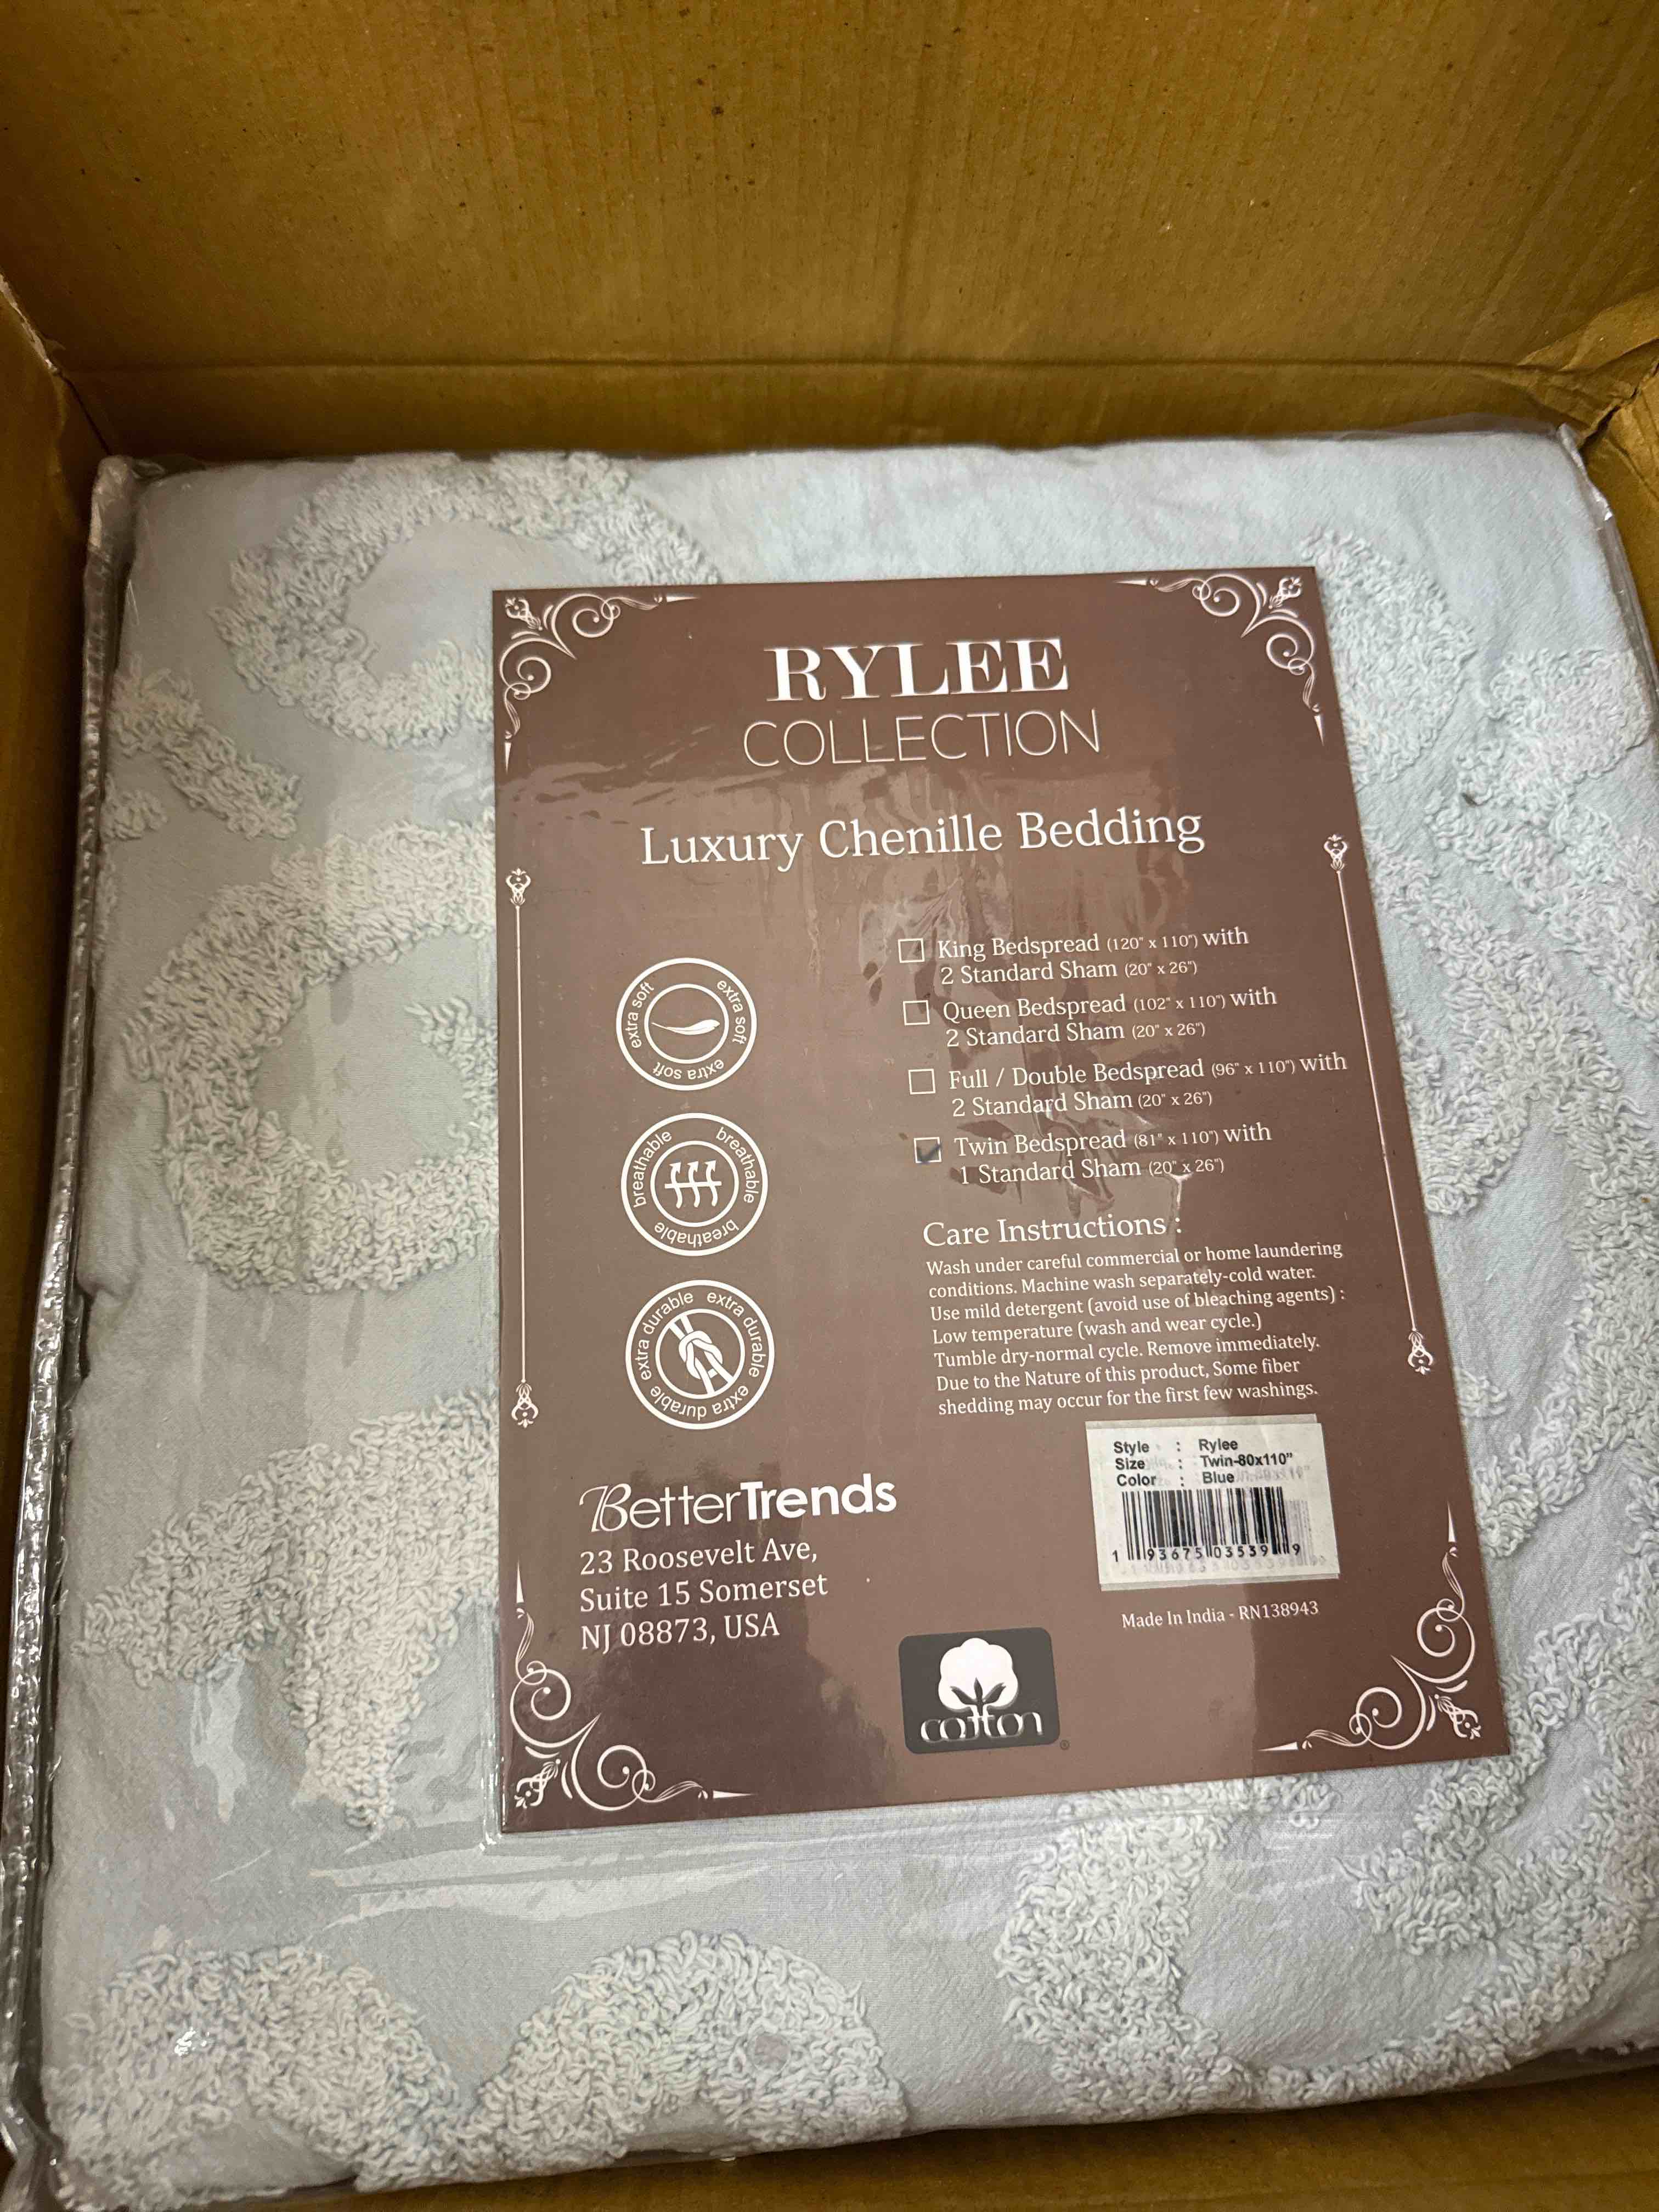 RYLEE
COLLECTION
Luxury Chenille Bedding
King Bedspread (120" x 110") with
2 Standard Sham (20" x 26")
Queen Bedspread (102" x 110") with
2 Standard Sham (20" x 26")
Full / Double Bedspread (96" x 110") with
2 Standard Sham (20" x 26")
Twin Bedspread (81" x 110") with
1 Standard Sham (20" x 26")
extra soft extra soft extra soft
breathable breathable breathable
extra durable extra durable extra durable
Care Instructions :
Wash under careful commercial or home laundering
conditions. Machine wash separately-cold water.
Use mild detergent (avoid use of bleaching agents) :
Low temperature (wash and wear cycle.)
Tumble dry-normal cycle. Remove immediately.
Due to the Nature of this product, Some fiber
shedding may occur for the first few washings.
Style : Rylee
Size : Twin-80x110"
Color : Blue
1 93675 03539 9
Made In India - RN138943
BetterTrends
23 Roosevelt Ave,
Suite 15 Somerset
NJ 08873, USA
cotton
®